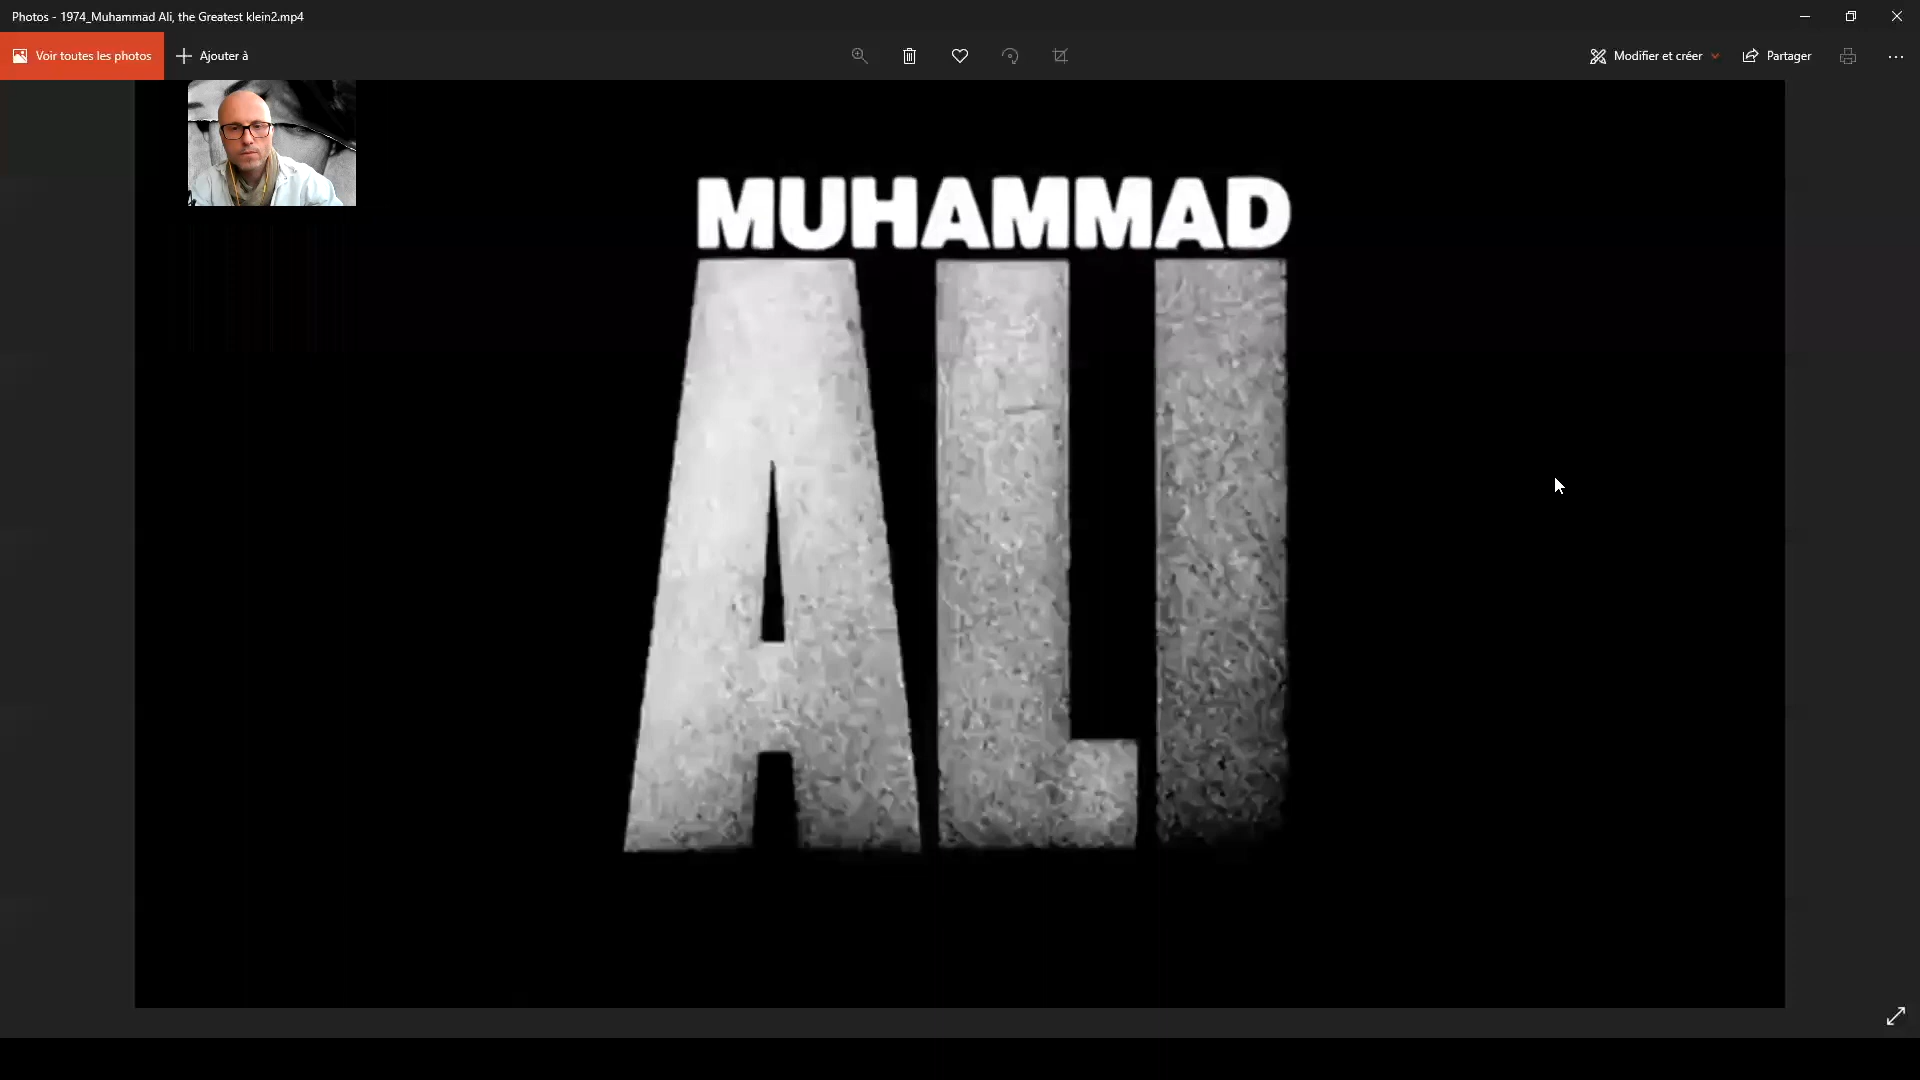 Photos - 1974_Muhammad Ali, the Greatest klein2.mp4
Voir toutes les photos
Ajouter à
Modifier et créer
Partager
MUHAMMAD
ALI